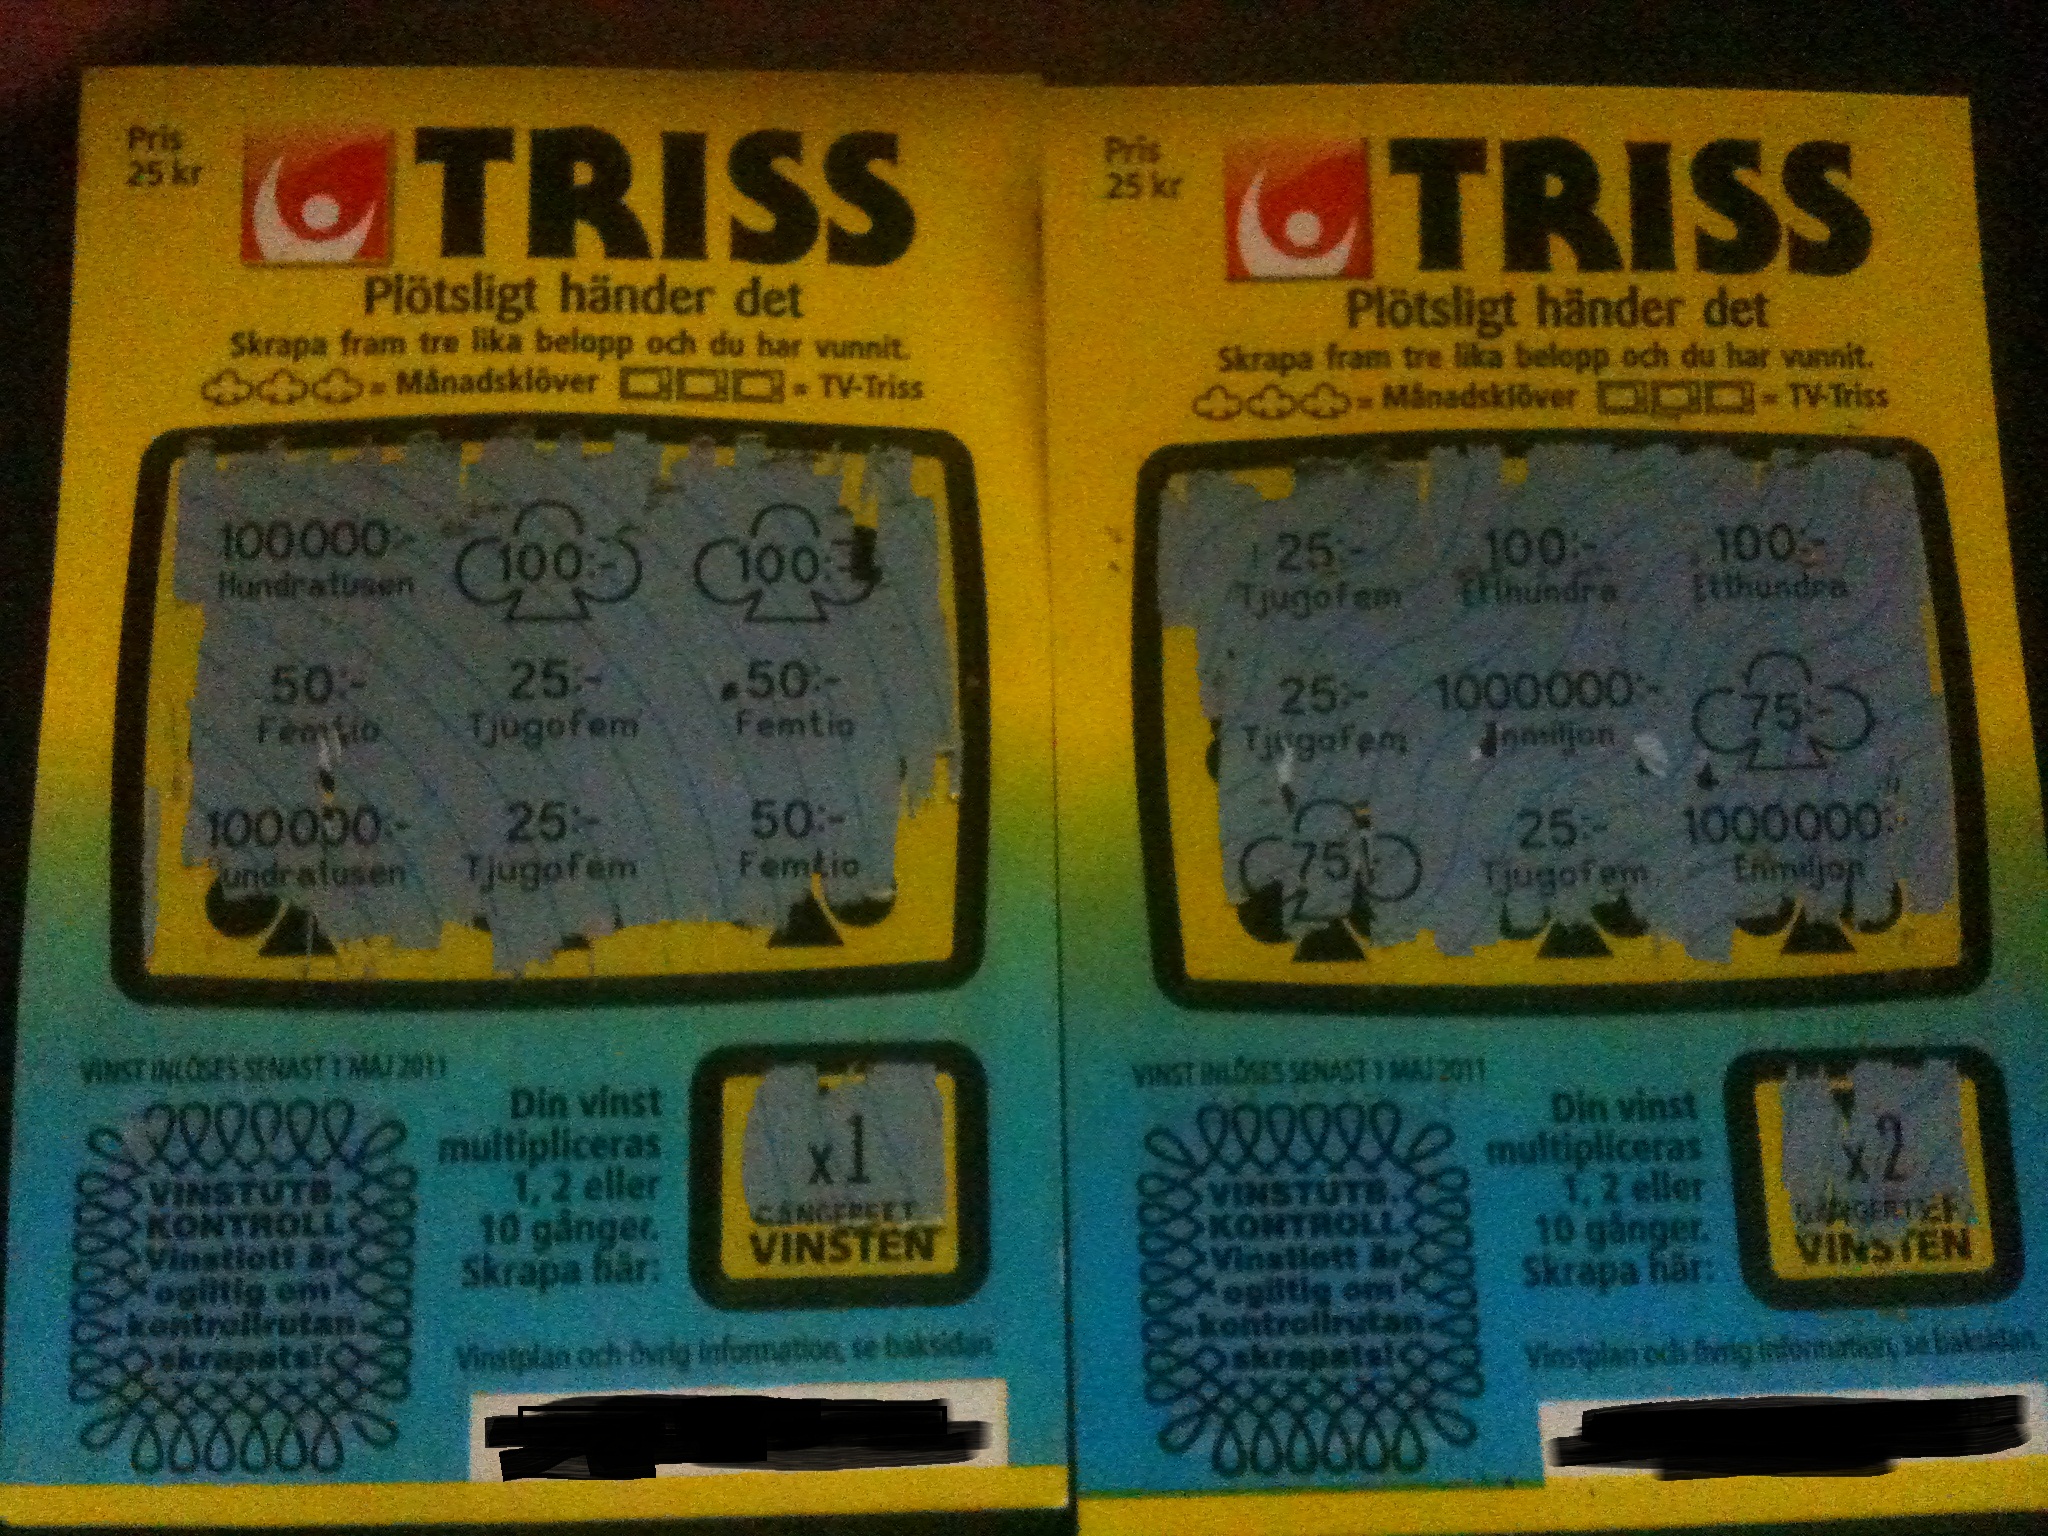 Pris
25 kr
TRISS
Plötsligt händer det
Skrapa fram tre lika belopp och du har vunnit.
= Månadsklöver = TV-Triss
100000:- 100:- 100:-
Hundratusen
50:- 25:- 50:-
Femtio Tjugofem Femtio
100000:- 25:- 50:-
undratusen Tjugofem Femtio
VINST INLÖSES SENAST 1 MAJ 2011
Din vinst
multipliceras
1, 2 eller
10 gånger.
Skrapa här:
x1
VINSTEN
VINSTUTB.
KONTROLL
Vinstlott är
ogiltig om
kontrollrutan
skrapats!
Vinstplan och övrig information, se baksidan.
Pris
25 kr
TRISS
Plötsligt händer det
Skrapa fram tre lika belopp och du har vunnit.
= Månadsklöver = TV-Triss
25:- 100:- 100:-
Tjugofem Etthundra Etthundra
25:- 1000000:- 75:-
Tjugofem Enmiljon
75:- 25:- 1000000:-
Tjugofem Enmiljon
VINST INLÖSES SENAST 1 MAJ 2011
Din vinst
multipliceras
1, 2 eller
10 gånger.
Skrapa här:
x2
VINSTEN
VINSTUTB.
KONTROLL
Vinstlott är
ogiltig om
kontrollrutan
skrapats!
Vinstplan och övrig information, se baksidan.